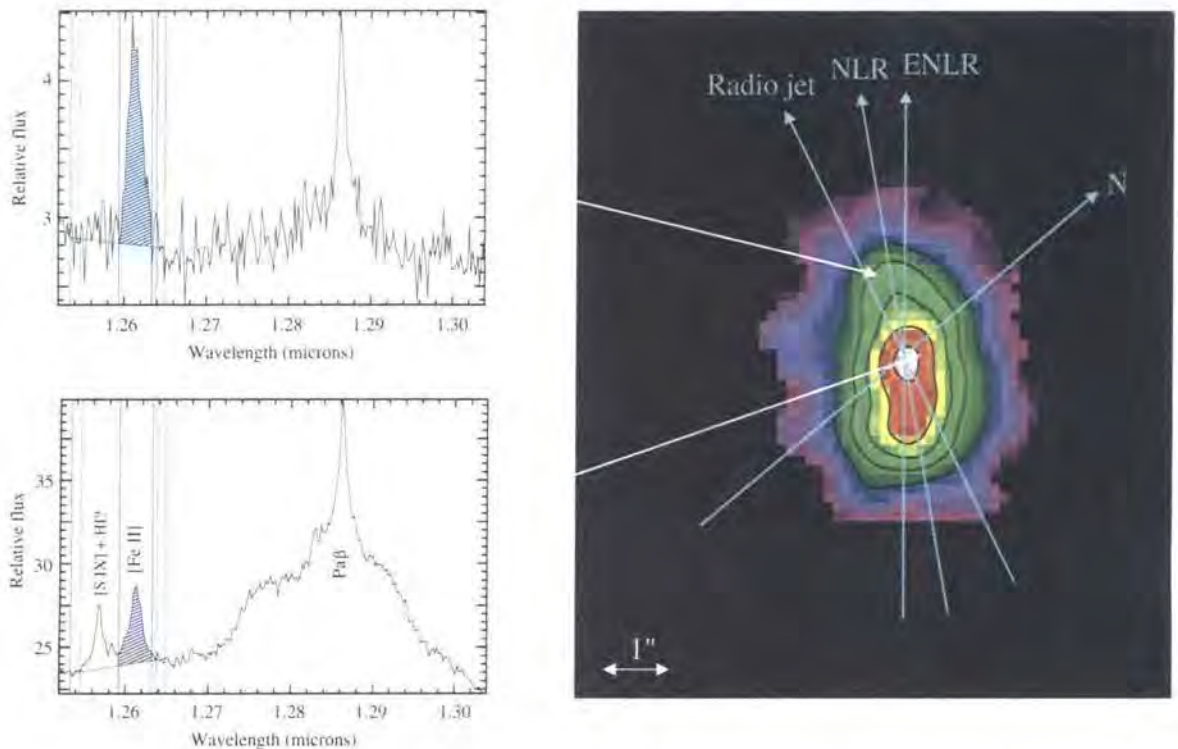 4
3
Relative flux
1.26 1.27 1.28 1.29 1.30
Wavelength (microns)
35
30
25
Relative flux
[Fe II]
Paβ
1.26 1.27 1.28 1.29 1.30
Wavelength (microns)
Radio jet
NLR
ENLR
N
1"